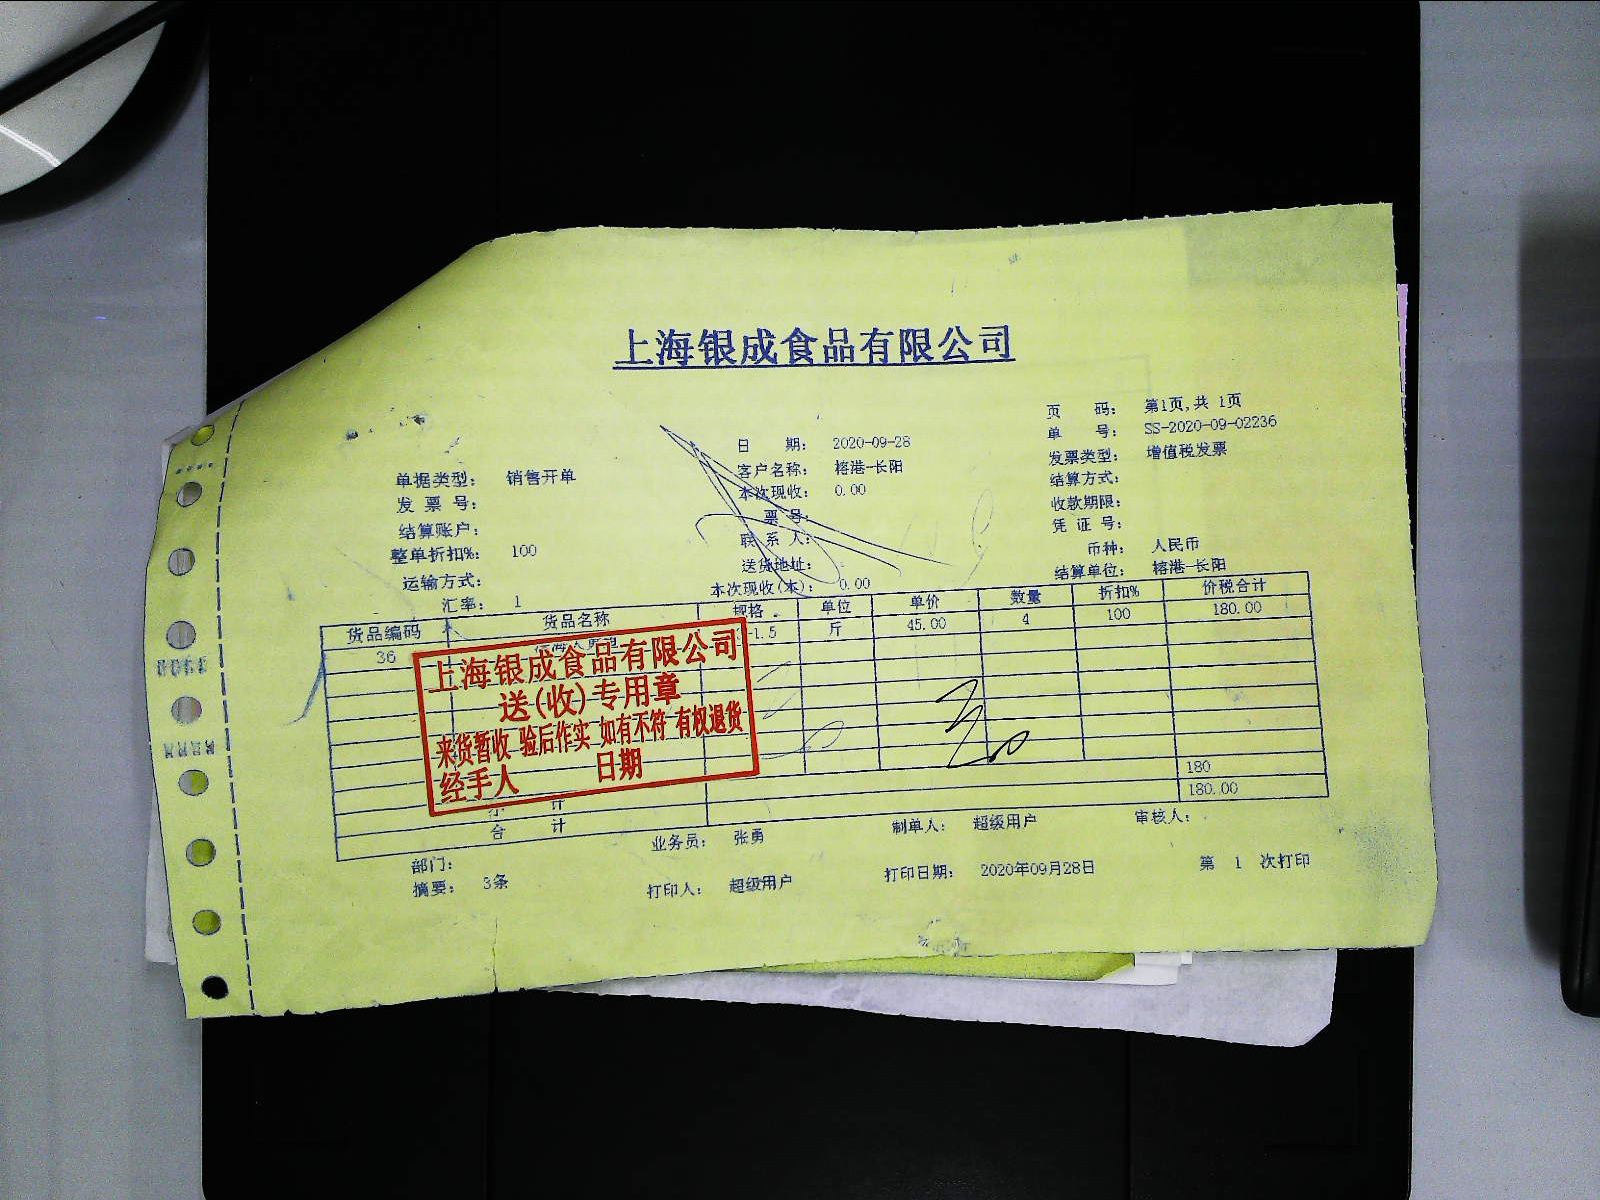 上海银成食品有限公司
页 码： 第1页,共 1页
单 号： SS-2020-09-02236
日 期： 2020-09-28
发票类型： 增值税发票
客户名称： 榕港-长阳
单据类型： 销售开单
结算方式：
本次现收： 0.00
发 票 号：
收款期限：
票 号：
凭 证 号：
结算账户：
联 系 人：
币种： 人民币
整单折扣%： 100
送货地址：
结算单位： 榕港-长阳
运输方式：
本次现收(本)： 0.00
汇率： 1
货品编码 货品名称 规格 单位 单价 数量 折扣% 价税合计
36 -1.5 斤 45.00 4 100 180.00
上海银成食品有限公司
送(收)专用章
来货暂收 验后作实 如有不符 有权退货
经手人 日期
计 180
合 计 180.00
业务员： 张勇 制单人： 超级用户 审核人：
部门：
摘要： 3条 打印人： 超级用户 打印日期： 2020年09月28日 第 1 次打印